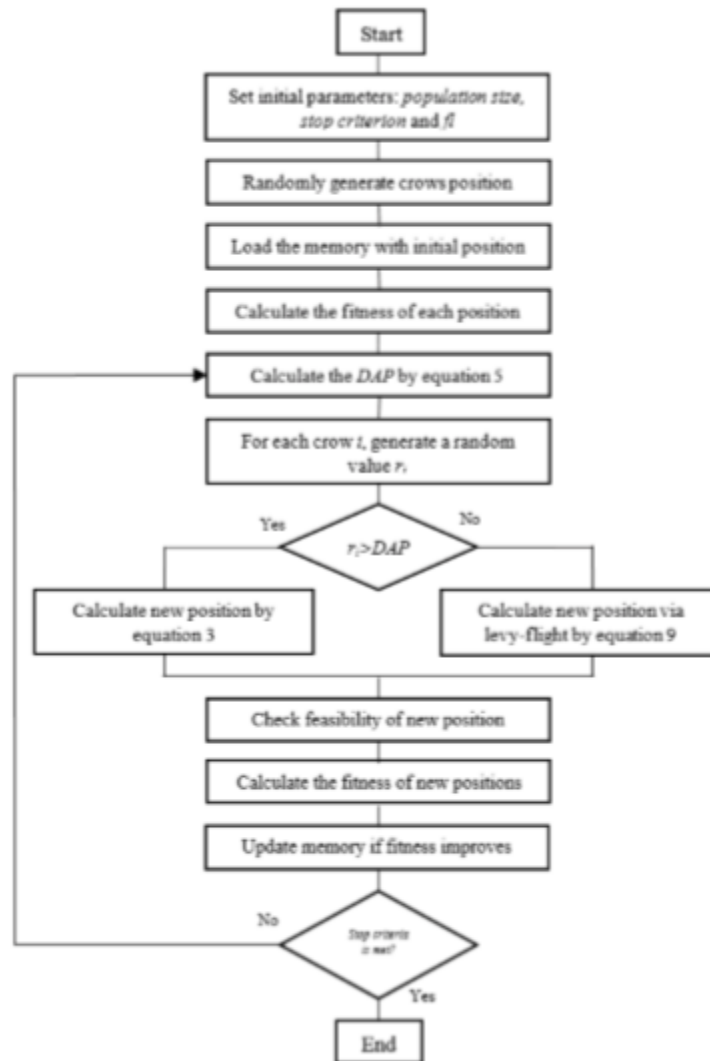 Start
Set initial parameters: population size,
stop criterion and fl
Randomly generate crows position
Load the memory with initial position
Calculate the fitness of each position
Calculate the DAP by equation 5
For each crow i, generate a random
value rᵢ
Yes
No
rᵢ>DAP
Calculate new position by
equation 3
Calculate new position via
levy-flight by equation 9
Check feasibility of new position
Calculate the fitness of new positions
Update memory if fitness improves
No
Stop criteria
is met?
Yes
End